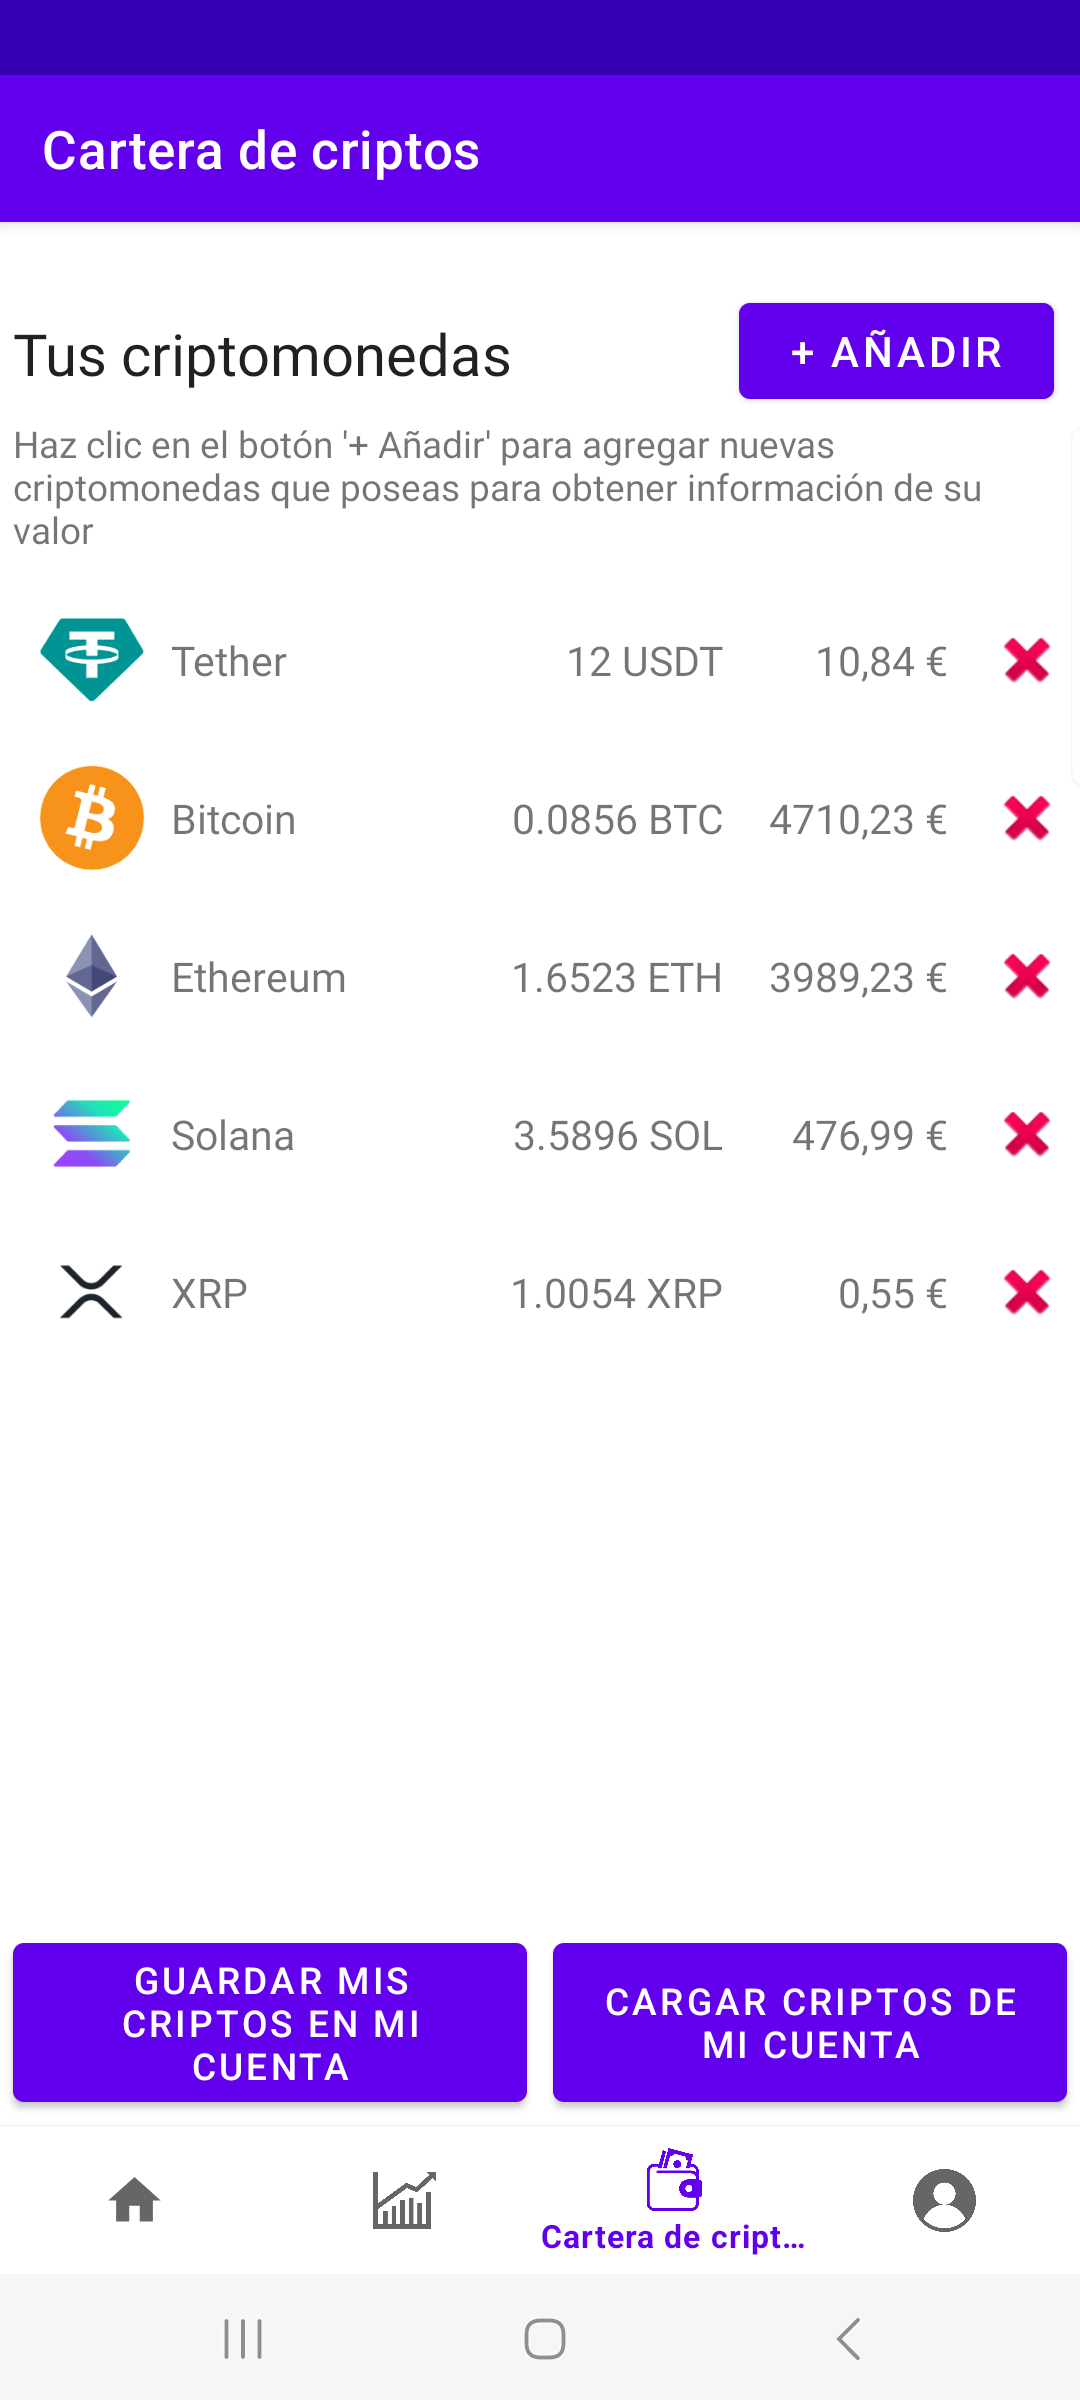 Cartera de criptos
Tus criptomonedas
+ AÑADIR
Haz clic en el botón '+ Añadir' para agregar nuevas
criptomonedas que poseas para obtener información de su
valor
Tether 12 USDT 10,84 €
Bitcoin 0.0856 BTC 4710,23 €
Ethereum 1.6523 ETH 3989,23 €
Solana 3.5896 SOL 476,99 €
XRP 1.0054 XRP 0,55 €
GUARDAR MIS
CRIPTOS EN MI
CUENTA
CARGAR CRIPTOS DE
MI CUENTA
Cartera de cript...